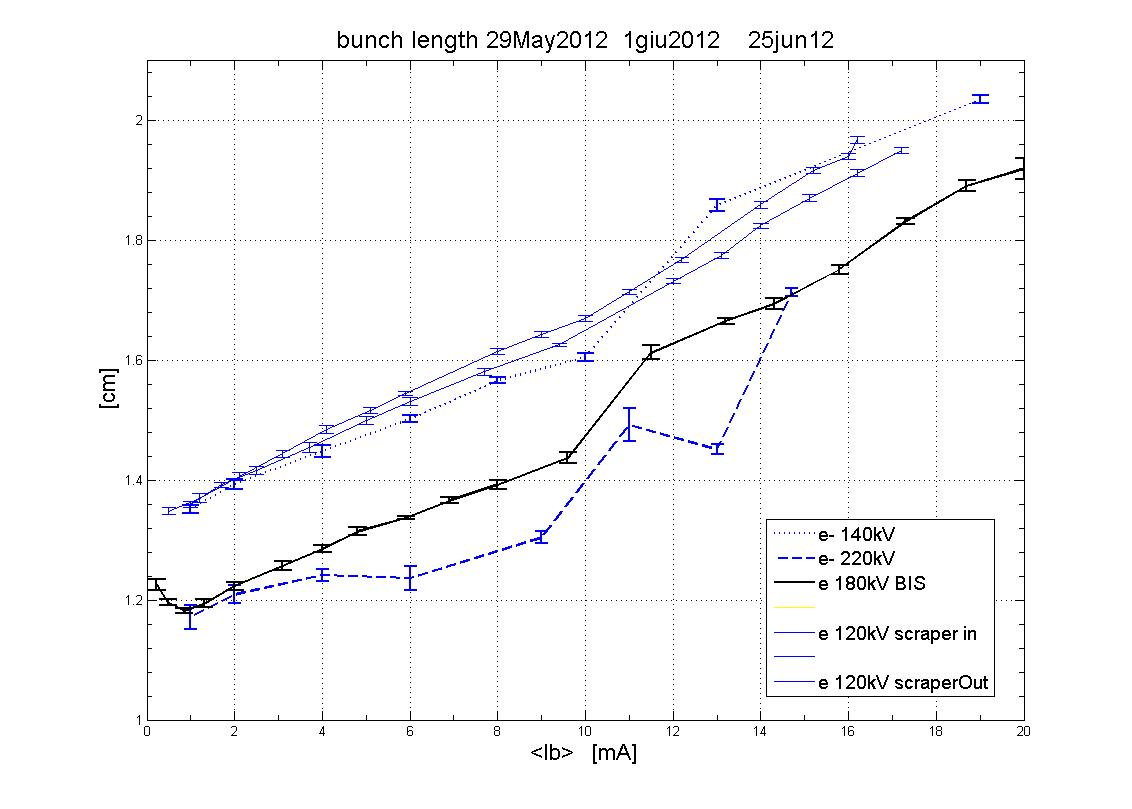 bunch length 29May2012 1giu2012 25jun12
[cm]
2
1.8
1.6
1.4
1.2
1
0 2 4 6 8 10 12 14 16 18 20
<Ib> [mA]
e- 140kV
e- 220kV
e 180kV BIS
e 120kV scraper in
e 120kV scraperOut